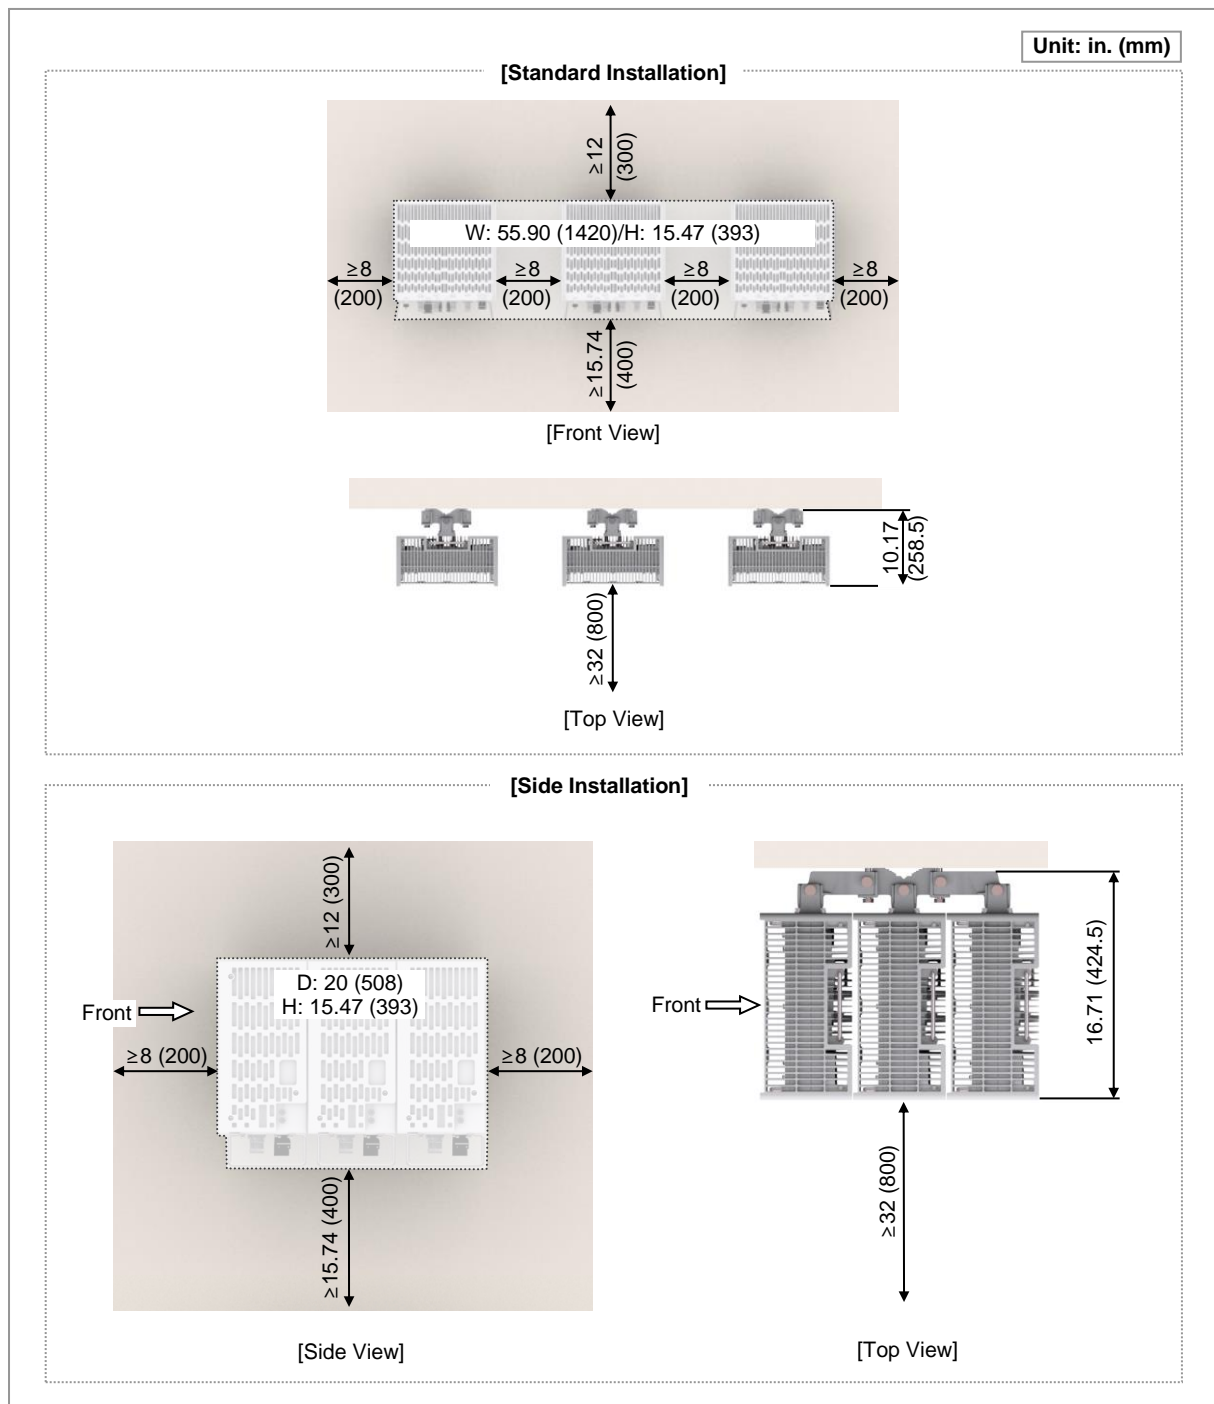 Unit: in. (mm)
[Standard Installation]
≥12
(300)
W: 55.90 (1420)/H: 15.47 (393)
≥8
(200)
≥8
(200)
≥8
(200)
≥8
(200)
≥15.74
(400)
[Front View]
10.17
(258.5)
≥32 (800)
[Top View]
[Side Installation]
≥12 (300)
D: 20 (508)
H: 15.47 (393)
Front
≥8 (200)
≥8 (200)
≥15.74 (400)
[Side View]
Front
16.71 (424.5)
≥32 (800)
[Top View]